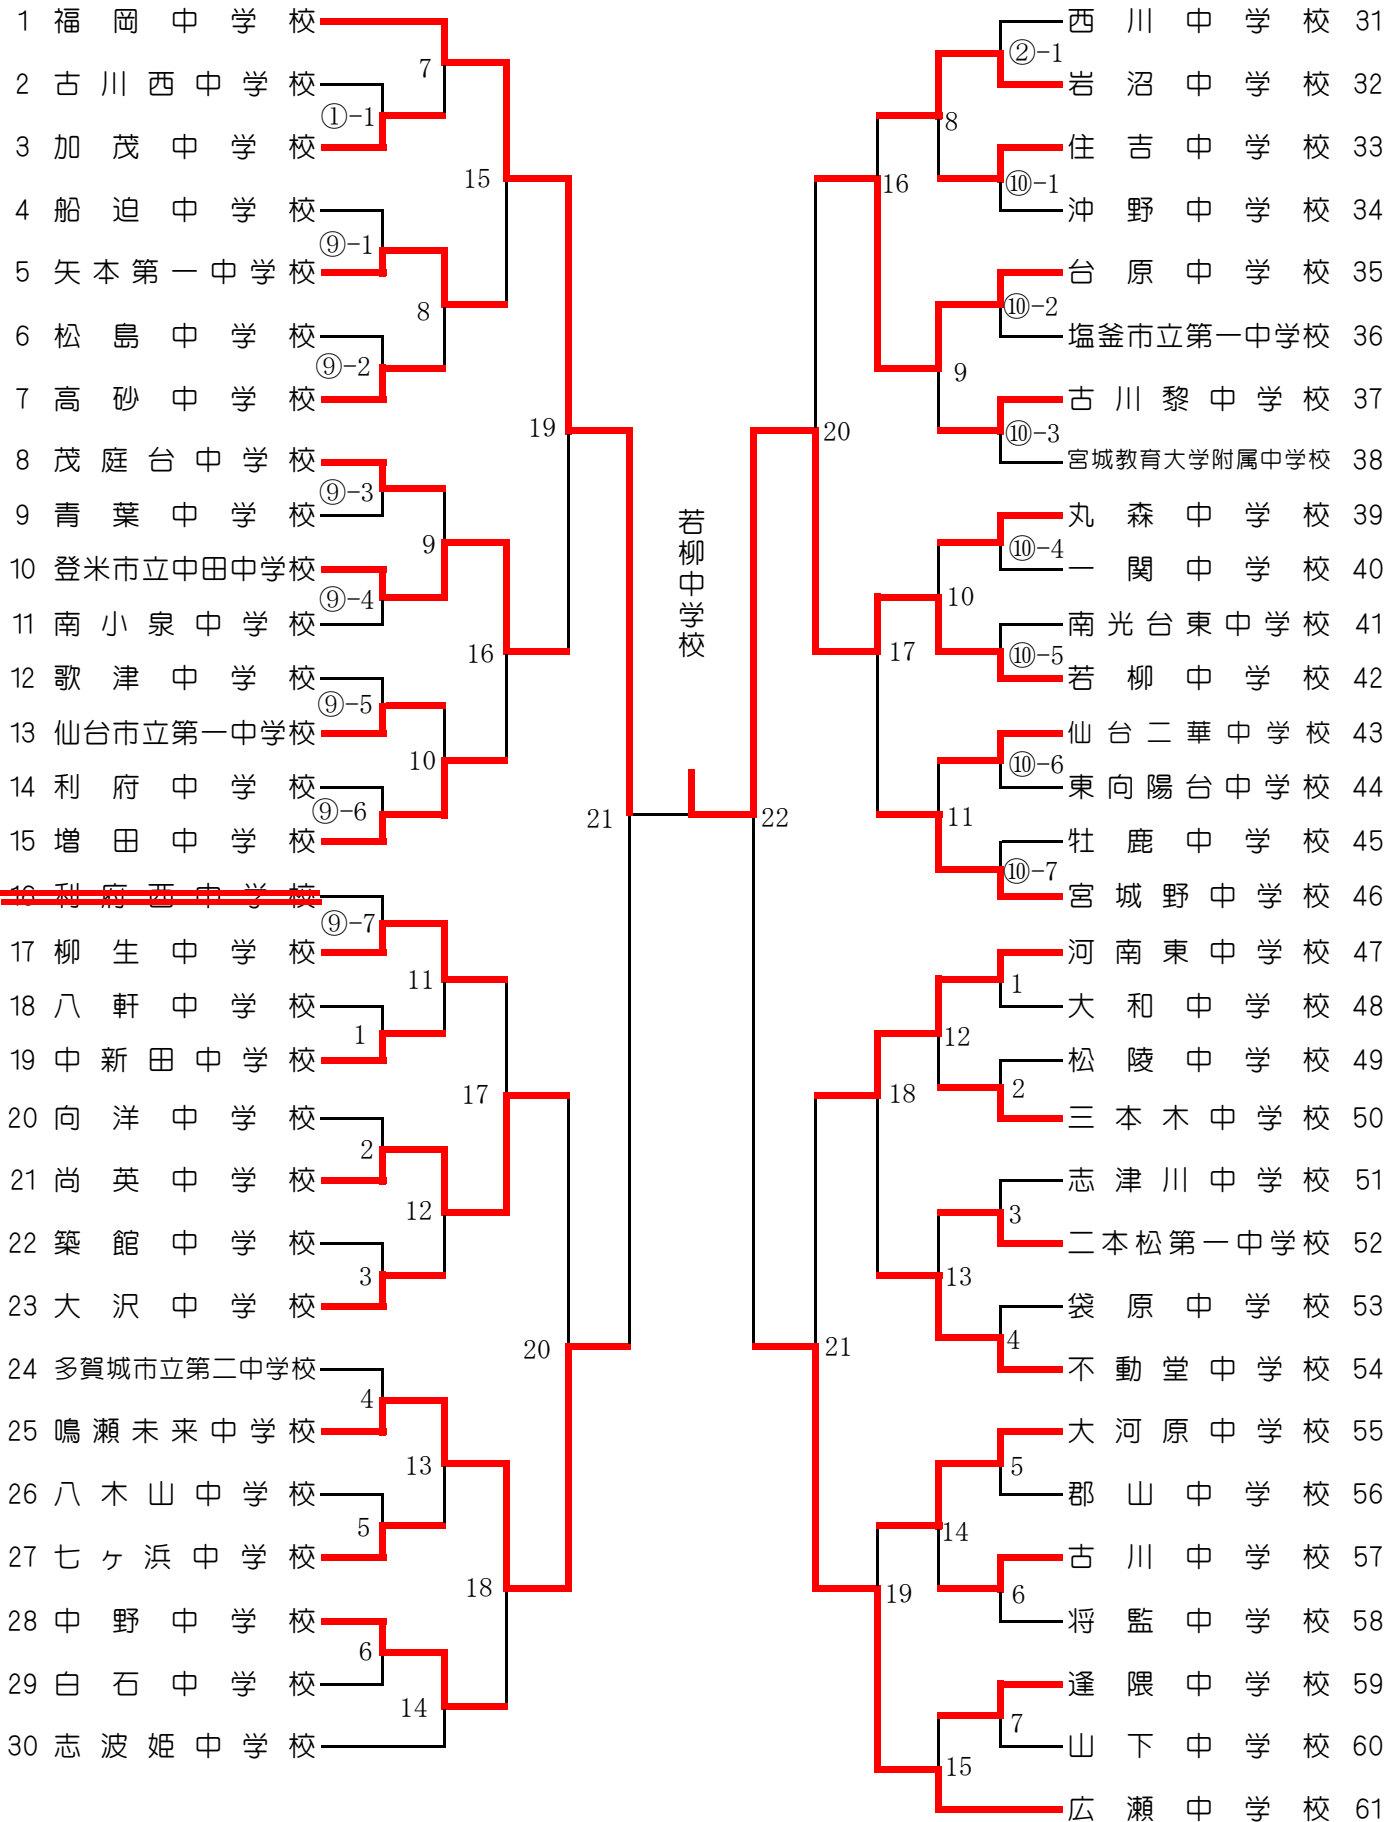 1 福岡中学校
2 古川西中学校
3 加茂中学校
4 船迫中学校
5 矢本第一中学校
6 松島中学校
7 高砂中学校
8 茂庭台中学校
9 青葉中学校
10 登米市立中田中学校
11 南小泉中学校
12 歌津中学校
13 仙台市立第一中学校
14 利府中学校
15 増田中学校
16 利府西中学校
17 柳生中学校
18 八軒中学校
19 中新田中学校
20 向洋中学校
21 尚英中学校
22 築館中学校
23 大沢中学校
24 多賀城市立第二中学校
25 鳴瀬未来中学校
26 八木山中学校
27 七ヶ浜中学校
28 中野中学校
29 白石中学校
30 志波姫中学校
①-1
⑨-1
⑨-2
⑨-3
⑨-4
⑨-5
⑨-6
⑨-7
1
2
3
4
5
6
7
8
9
10
11
12
13
14
15
16
17
18
19
20
21
若柳中学校
22
20
21
16
17
18
19
8
9
10
11
12
13
14
15
②-1
⑩-1
⑩-2
⑩-3
⑩-4
⑩-5
⑩-6
⑩-7
1
2
3
4
5
6
7
西川中学校 31
岩沼中学校 32
住吉中学校 33
沖野中学校 34
台原中学校 35
塩釜市立第一中学校 36
古川黎中学校 37
宮城教育大学附属中学校 38
丸森中学校 39
一関中学校 40
南光台東中学校 41
若柳中学校 42
仙台二華中学校 43
東向陽台中学校 44
牡鹿中学校 45
宮城野中学校 46
河南東中学校 47
大和中学校 48
松陵中学校 49
三本木中学校 50
志津川中学校 51
二本松第一中学校 52
袋原中学校 53
不動堂中学校 54
大河原中学校 55
郡山中学校 56
古川中学校 57
将監中学校 58
逢隈中学校 59
山下中学校 60
広瀬中学校 61